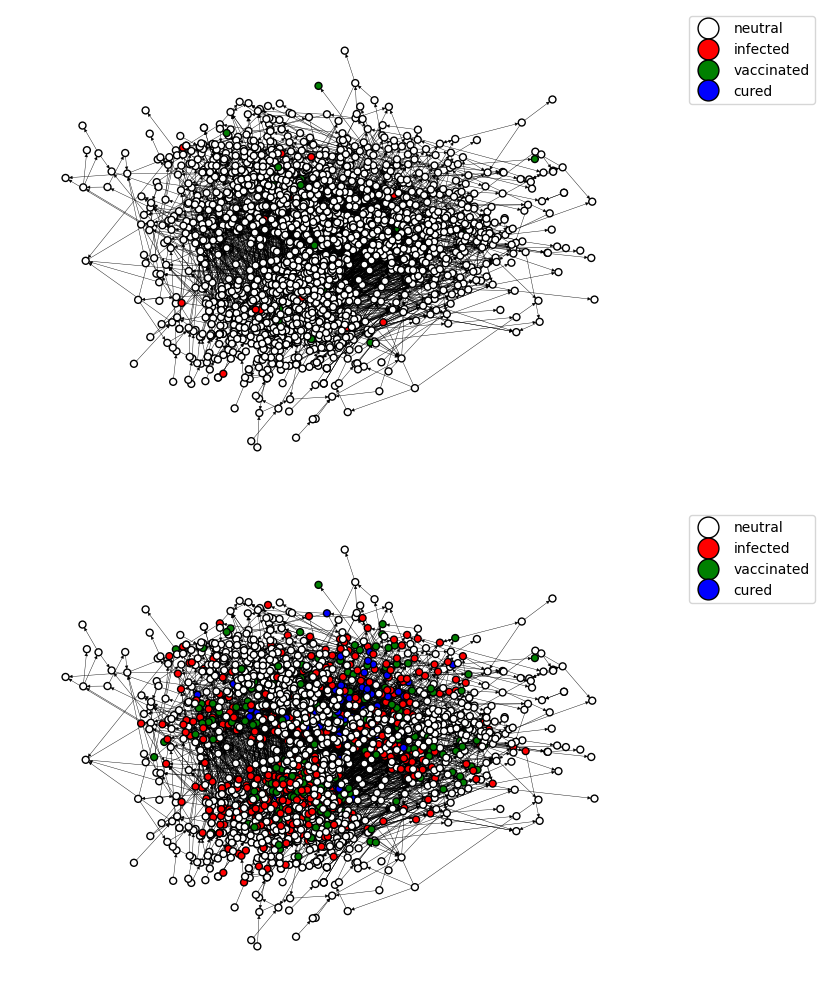 neutral
infected
vaccinated
cured
neutral
infected
vaccinated
cured